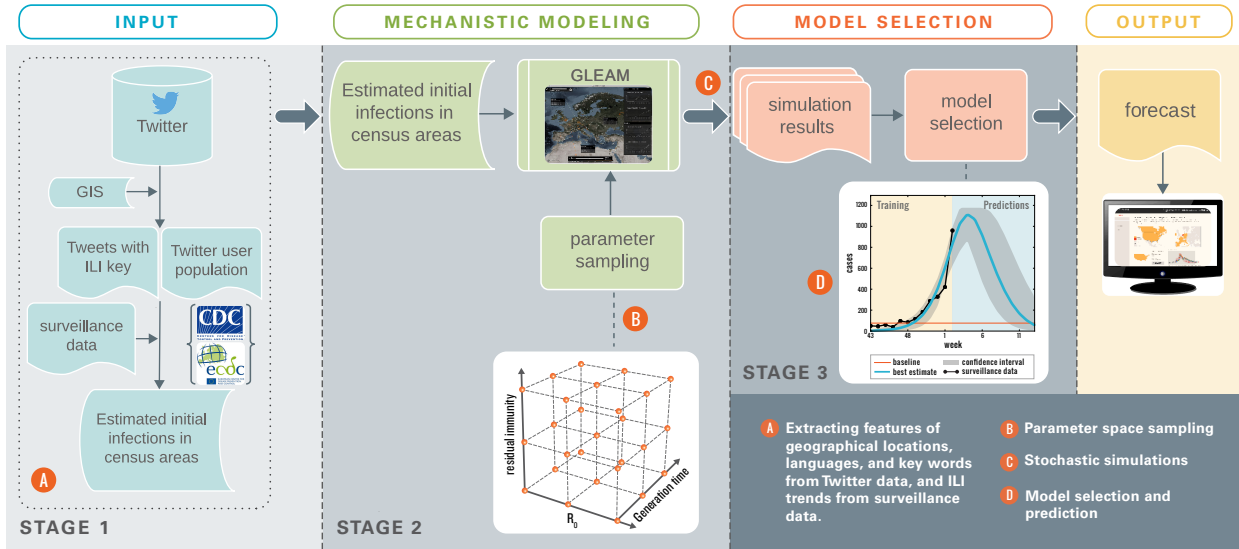 INPUT
MECHANISTIC MODELING
MODEL SELECTION
OUTPUT
Twitter
GIS
Tweets with
ILI key
Twitter user
population
surveillance
data
CDC
ecdc
Estimated initial
infections in
census areas
A
STAGE 1
Estimated initial
infections in
census areas
GLEAM
C
parameter
sampling
B
residual immunity
R0
Generation time
STAGE 2
simulation
results
model
selection
D
Training
Predictions
cases
1200
1000
800
600
400
200
0
43
48
1
6
11
week
baseline
confidence interval
best estimate
surveillance data
STAGE 3
forecast
A Extracting features of
geographical locations,
languages, and key words
from Twitter data, and ILI
trends from surveillance
data.
B Parameter space sampling
C Stochastic simulations
D Model selection and
prediction